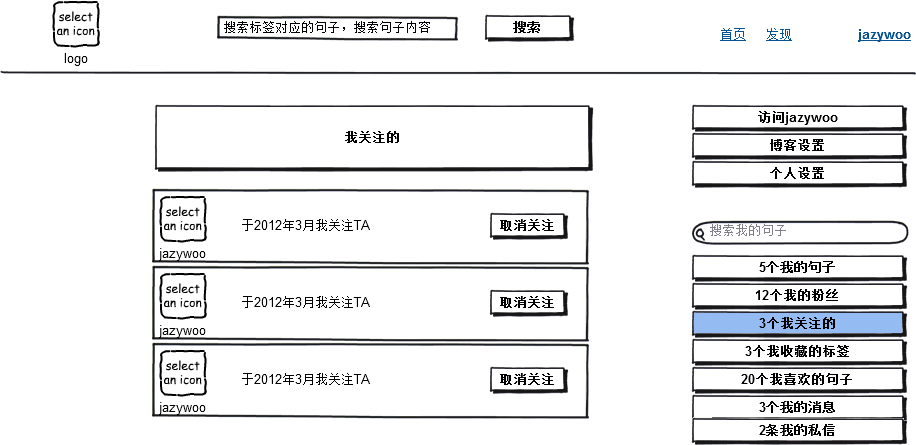 select
an icon
logo
搜索标签对应的句子，搜索句子内容
搜索
首页
发现
jazywoo
我关注的
select
an icon
jazywoo
于2012年3月我关注TA
取消关注
select
an icon
jazywoo
于2012年3月我关注TA
取消关注
select
an icon
jazywoo
于2012年3月我关注TA
取消关注
访问jazywoo
博客设置
个人设置
搜索我的句子
5个我的句子
12个我的粉丝
3个我关注的
3个我收藏的标签
20个我喜欢的句子
3个我的消息
2条我的私信